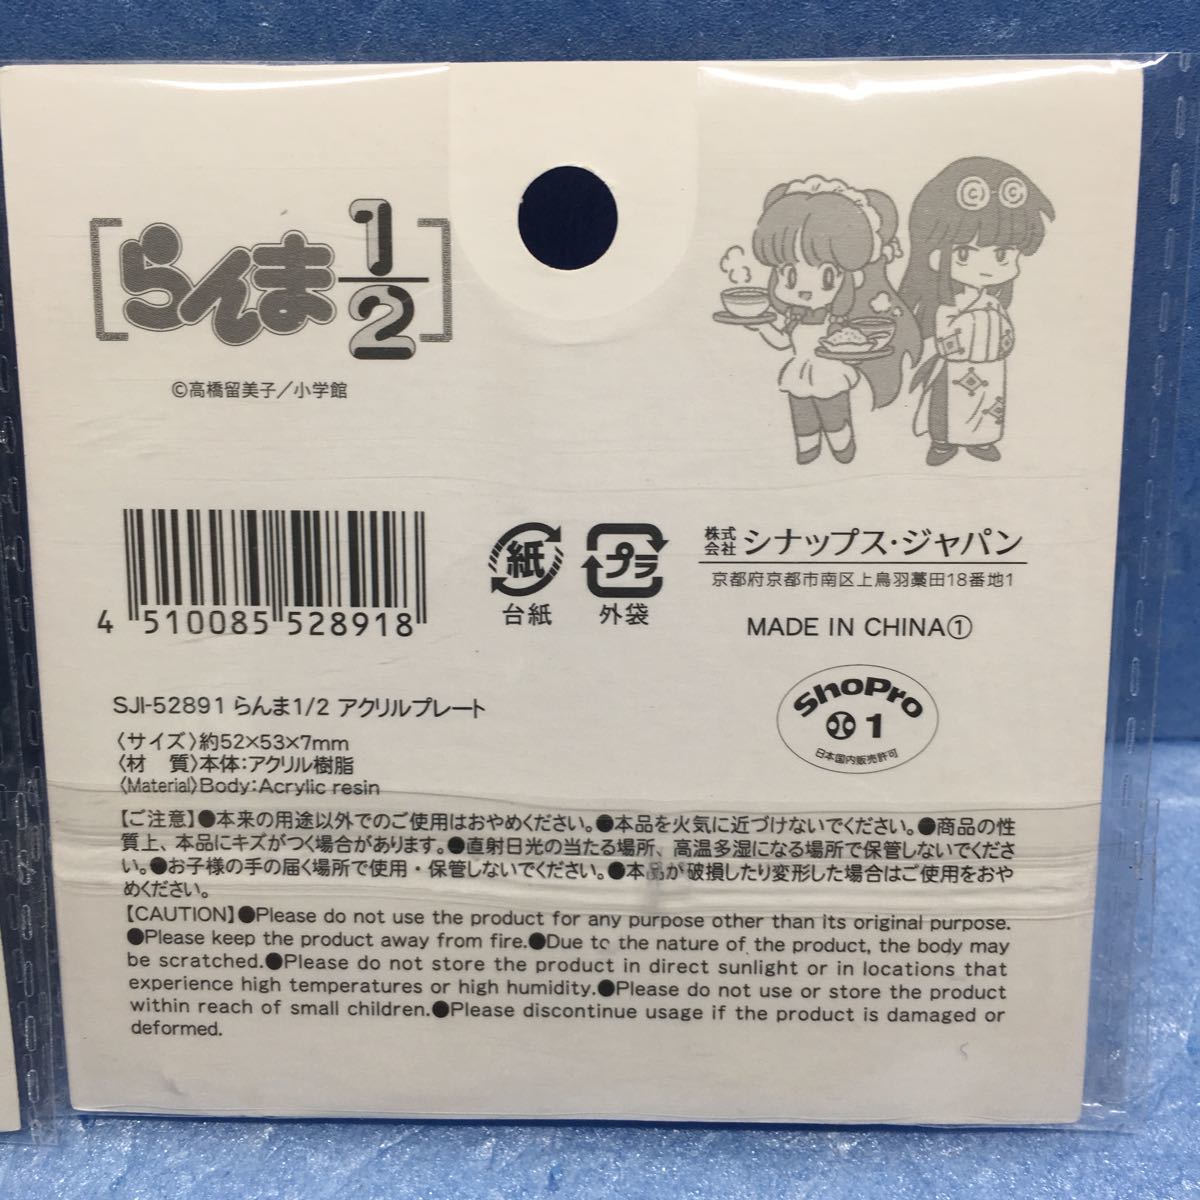 らんま1/2
©高橋留美子／小学館
© ©
4 510085 528918
紙
台紙
プラ
外袋
株式会社 シナップス・ジャパン
京都府京都市南区上鳥羽藁田18番地1
MADE IN CHINA①
ShoPro
1
日本国内販売許可
SJI-52891 らんま1/2 アクリルプレート
〈サイズ〉約52×53×7mm
〈材　質〉本体：アクリル樹脂
〈Material〉Body：Acrylic resin
【ご注意】●本来の用途以外でのご使用はおやめください。●本品を火気に近づけないでください。●商品の性
質上、本品にキズがつく場合があります。●直射日光の当たる場所、高温多湿になる場所で保管しないでくださ
い。●お子様の手の届く場所で使用・保管しないでください。●本品が破損したり変形した場合はご使用をおや
めください。
【CAUTION】●Please do not use the product for any purpose other than its original purpose.
●Please keep the product away from fire.●Due to the nature of the product, the body may
be scratched.●Please do not store the product in direct sunlight or in locations that
experience high temperatures or high humidity.●Please do not use or store the product
within reach of small children.●Please discontinue usage if the product is damaged or
deformed.